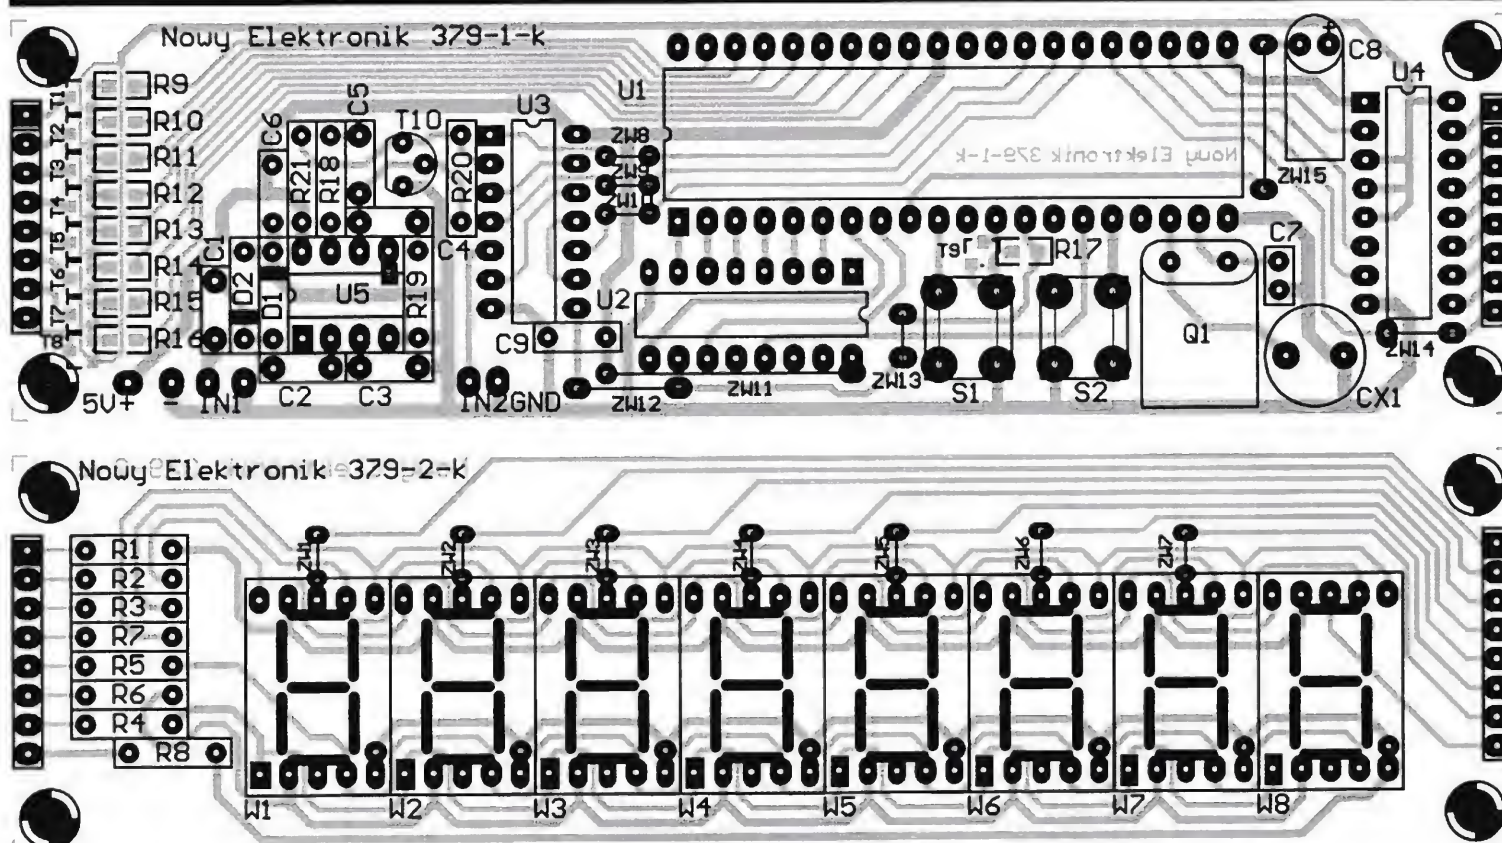 Nowy Elektronik 379-1-k
C8
U4
T1
R9
C5
T10
U3
U1
T2
R10
C6
ZW8
T3
R11
R21
R18
R20
ZW9
Nowy Elektronik 379-1-k
ZW15
T4
R12
ZW1
T5
R13
C1
C4
T9
R17
C7
T6
R14
D2
D1
U5
R19
U2
T7
R15
T8
R16
C9
Q1
ZW14
5V+
-
IN1
C2
C3
IN2
GND
ZW12
ZW11
ZW13
S1
S2
CX1
Nowy Elektronik 379-2-k
R1
R2
R3
R7
R5
R6
R4
R8
ZW1
ZW2
ZW3
ZW4
ZW5
ZW6
ZW7
W1
W2
W3
W4
W5
W6
W7
W8